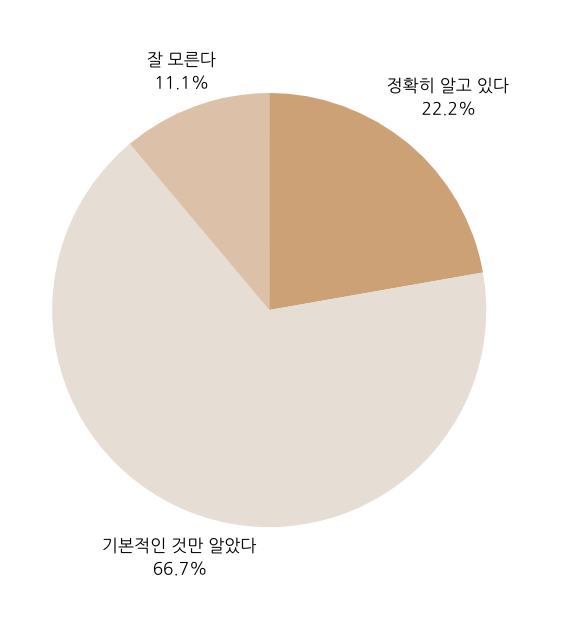 잘 모른다
11.1%
정확히 알고 있다
22.2%
기본적인 것만 알았다
66.7%